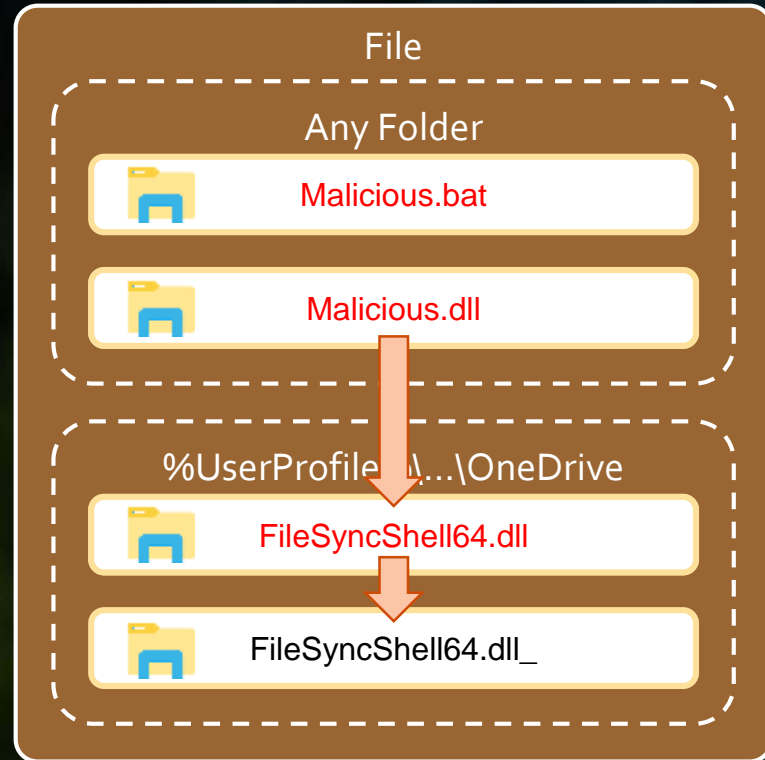 File
Any Folder
Malicious.bat
Malicious.dll
%UserProfile \...\OneDrive
FileSyncShell64.dll
FileSyncShell64.dll_